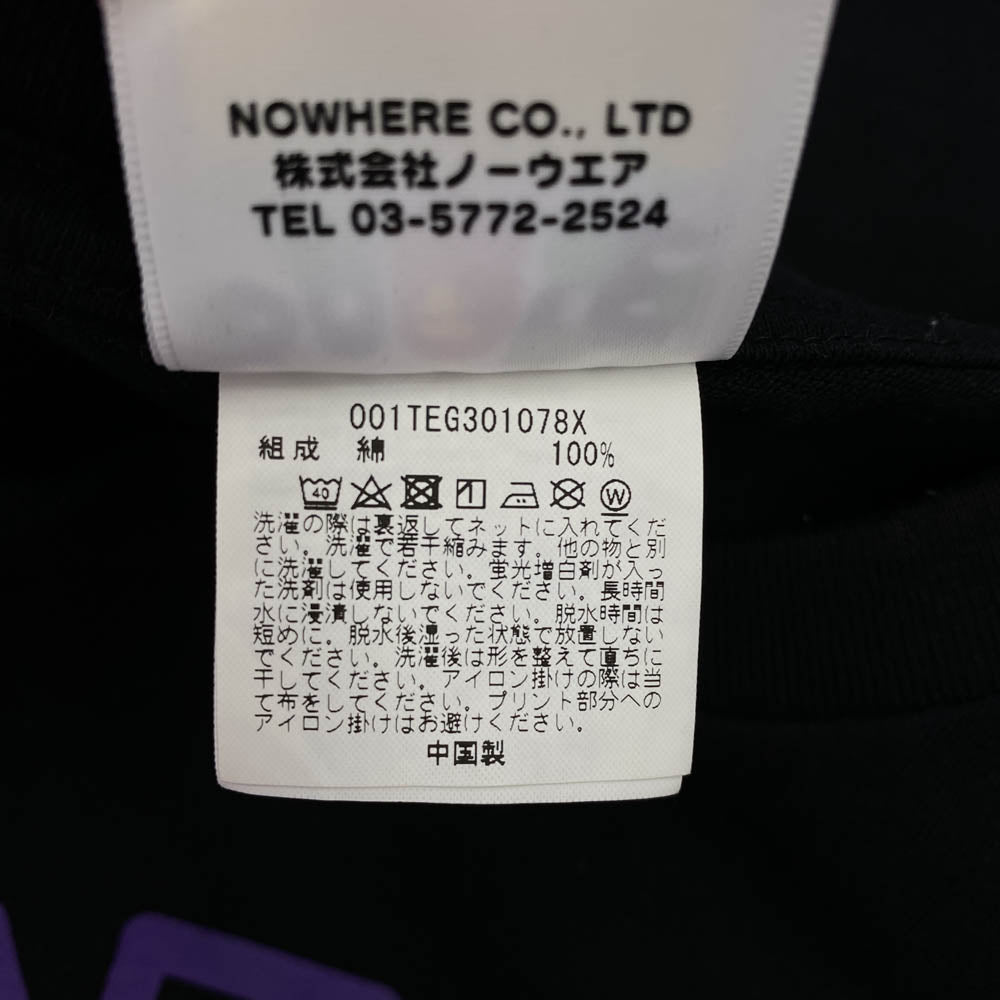 NOWHERE CO., LTD
株式会社ノーウエア
TEL 03-5772-2524
001TEG301078X
組成 綿 100%
40 W
洗濯の際は裏返してネットに入れてくだ
さい。洗濯で若干縮みます。他の物と別
に洗濯してください。蛍光増白剤が入っ
た洗剤は使用しないでください。長時間
水に浸漬しないでください。脱水時間は
短めに。脱水後湿った状態で放置しない
でください。洗濯後は形を整えて直ちに
干してください。アイロン掛けの際は当
て布をしてください。プリント部分への
アイロン掛けはお避けください。
中国製